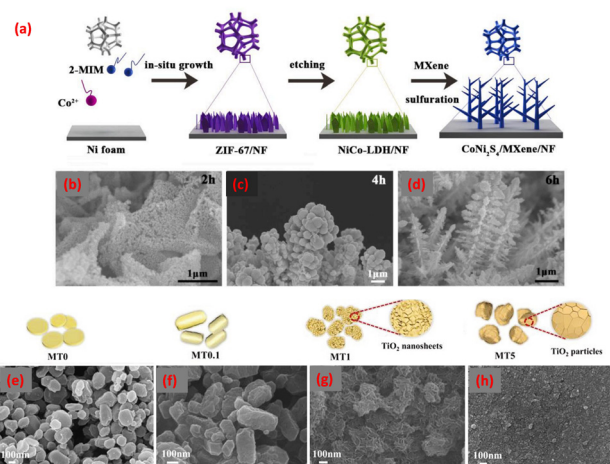 (a)
2-MIM
Co²⁺
Ni foam
in-situ growth
ZIF-67/NF
etching
NiCo-LDH/NF
MXene
sulfuration
CoNi₂S₄/MXene/NF
(b) 2h
1μm
(c) 4h
1μm
(d) 6h
1μm
MT0
MT0.1
MT1
TiO₂ nanosheets
MT5
TiO₂ particles
(e)
100nm
(f)
100nm
(g)
100nm
(h)
100nm